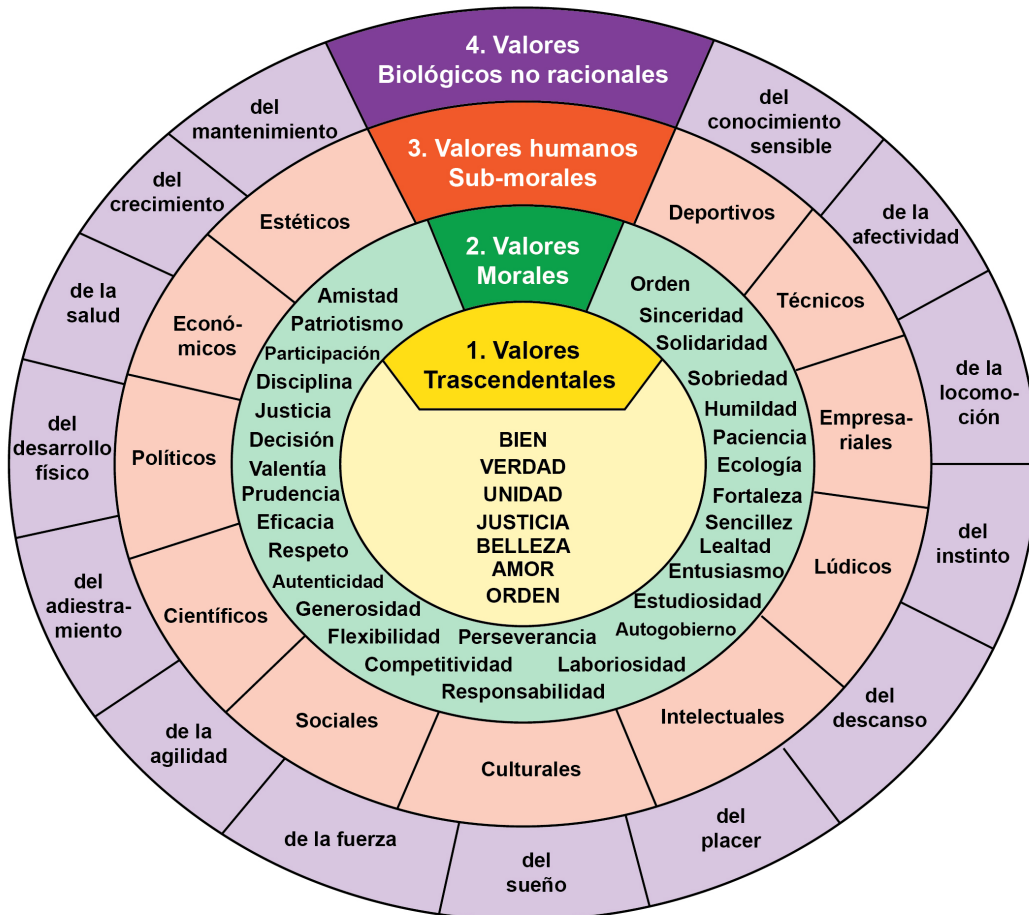 4. Valores
Biológicos no racionales
del
conocimiento
sensible
de la
afectividad
de la
locomo-
ción
del
instinto
del
descanso
del
placer
del
sueño
de la fuerza
de la
agilidad
del
adiestra-
miento
del
desarrollo
físico
de la
salud
del
crecimiento
del
mantenimiento
3. Valores humanos
Sub-morales
Deportivos
Técnicos
Empresa-
riales
Lúdicos
Intelectuales
Culturales
Sociales
Científicos
Políticos
Econó-
micos
Estéticos
2. Valores
Morales
Orden
Sinceridad
Solidaridad
Sobriedad
Humildad
Paciencia
Ecología
Fortaleza
Sencillez
Lealtad
Entusiasmo
Estudiosidad
Autogobierno
Laboriosidad
Perseverancia
Responsabilidad
Competitividad
Flexibilidad
Generosidad
Autenticidad
Respeto
Eficacia
Prudencia
Valentía
Decisión
Justicia
Disciplina
Participación
Patriotismo
Amistad
1. Valores
Trascendentales
BIEN
VERDAD
UNIDAD
JUSTICIA
BELLEZA
AMOR
ORDEN